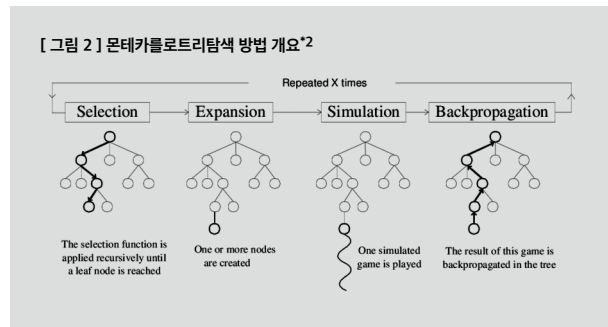 [ 그림 2 ] 몬테카를로트리탐색 방법 개요*2
Repeated X times
Selection
Expansion
Simulation
Backpropagation
The selection function is
applied recursively until
a leaf node is reached
One or more nodes
are created
One simulated
game is played
The result of this game is
backpropagated in the tree